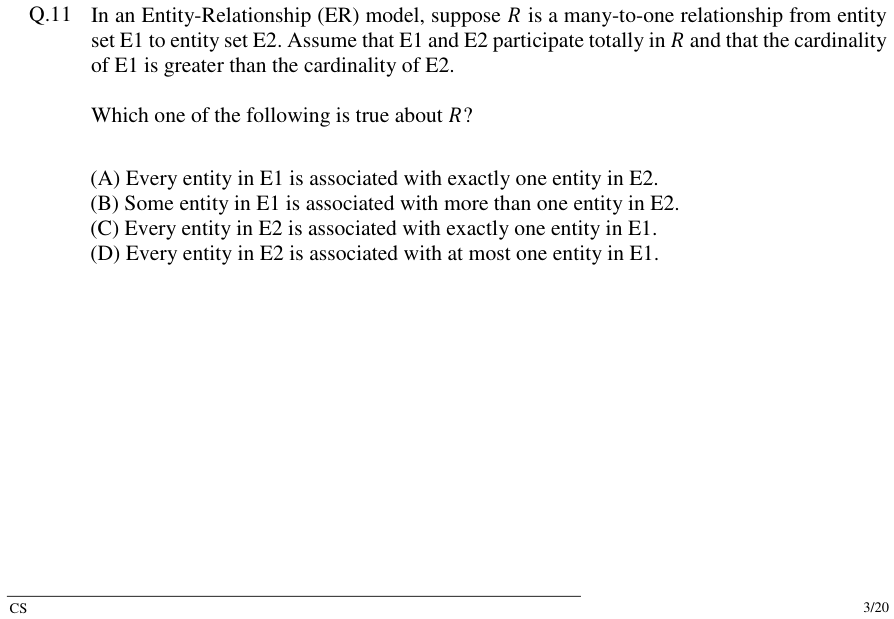 Q.11 In an Entity-Relationship (ER) model, suppose R is a many-to-one relationship from entity
set E1 to entity set E2. Assume that E1 and E2 participate totally in R and that the cardinality
of E1 is greater than the cardinality of E2.
Which one of the following is true about R?
(A) Every entity in E1 is associated with exactly one entity in E2.
(B) Some entity in E1 is associated with more than one entity in E2.
(C) Every entity in E2 is associated with exactly one entity in E1.
(D) Every entity in E2 is associated with at most one entity in E1.
CS 3/20